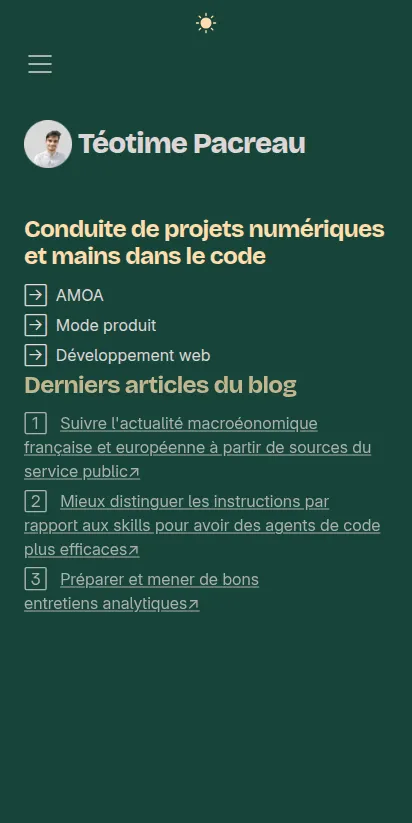 Téotime Pacreau
Conduite de projets numériques
et mains dans le code
→ AMOA
→ Mode produit
→ Développement web
Derniers articles du blog
1 Suivre l'actualité macroéonomique
française et européenne à partir de sources du
service public↗
2 Mieux distinguer les instructions par
rapport aux skills pour avoir des agents de code
plus efficaces↗
3 Préparer et mener de bons
entretiens analytiques↗